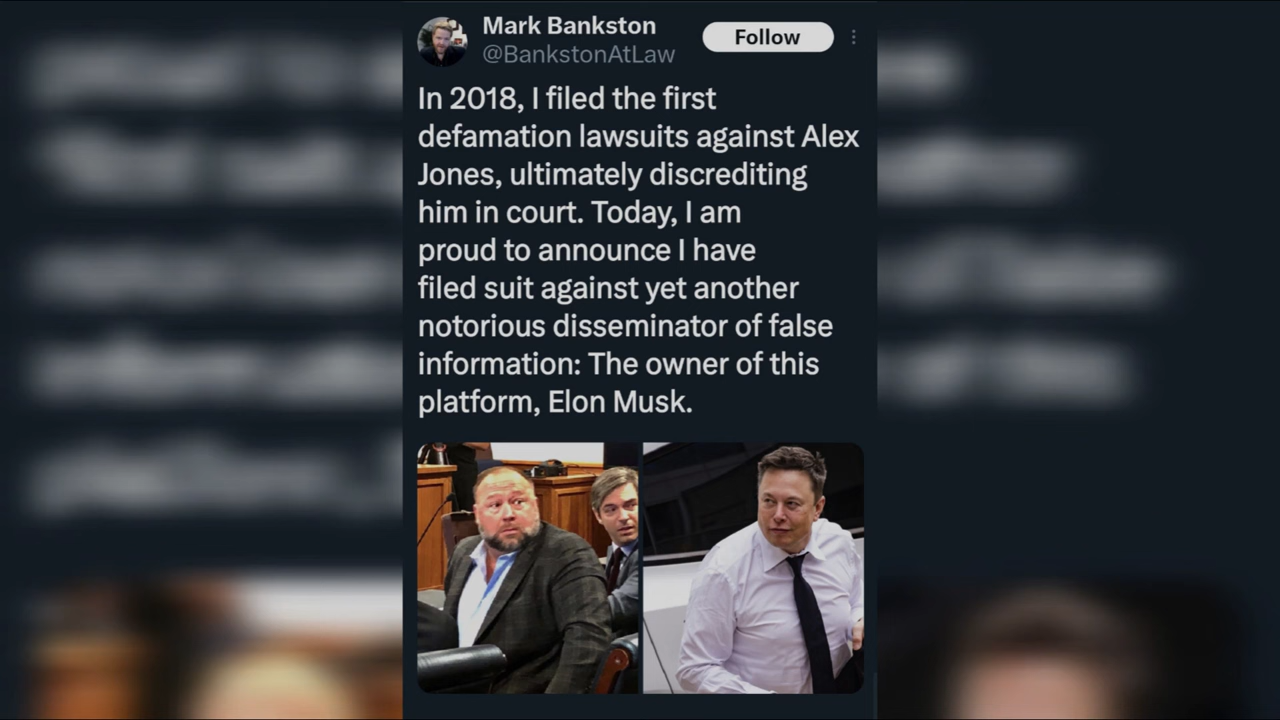 Mark Bankston
@BankstonAtLaw
Follow
In 2018, I filed the first
defamation lawsuits against Alex
Jones, ultimately discrediting
him in court. Today, I am
proud to announce I have
filed suit against yet another
notorious disseminator of false
information: The owner of this
platform, Elon Musk.